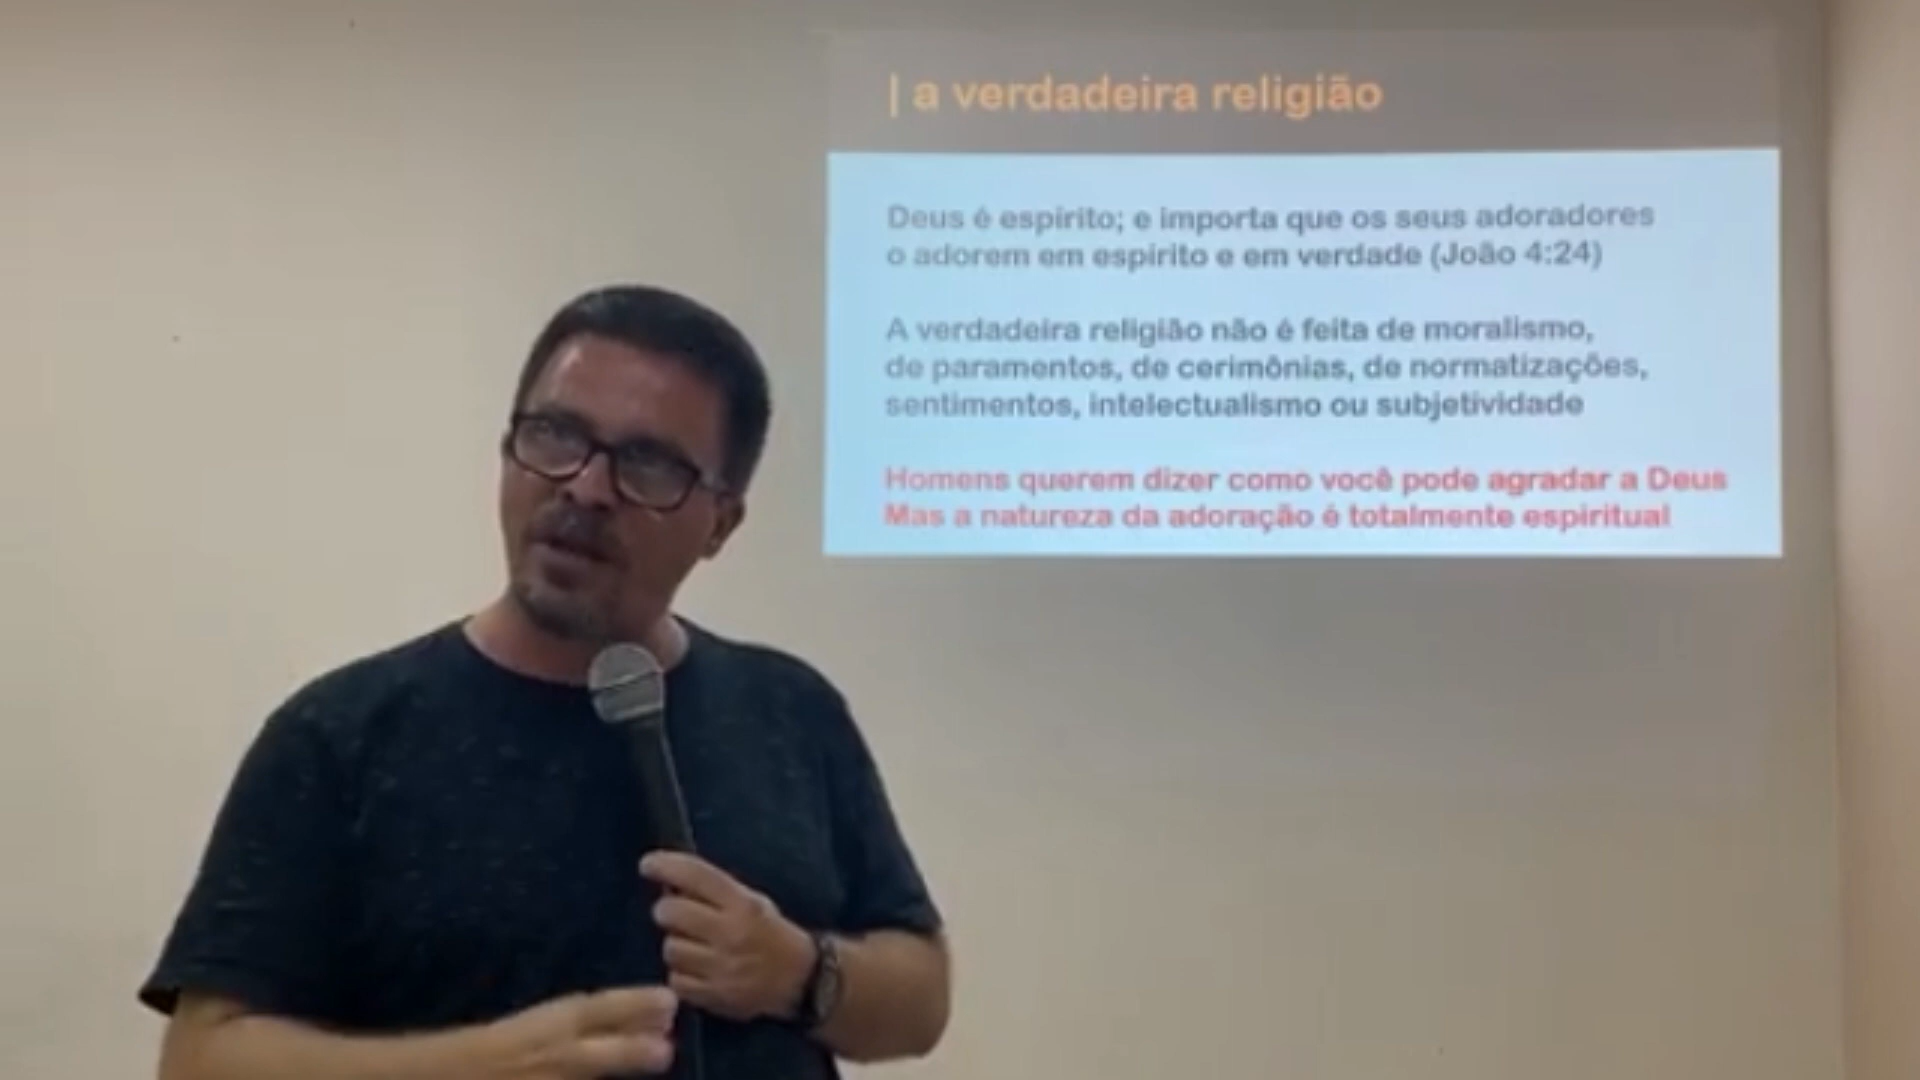 | a verdadeira religião
Deus é espírito; e importa que os seus adoradores
o adorem em espírito e em verdade (João 4:24)
A verdadeira religião não é feita de moralismo,
de paramentos, de cerimônias, de normatizações,
sentimentos, intelectualismo ou subjetividade
Homens querem dizer como você pode agradar a Deus
Mas a natureza da adoração é totalmente espiritual